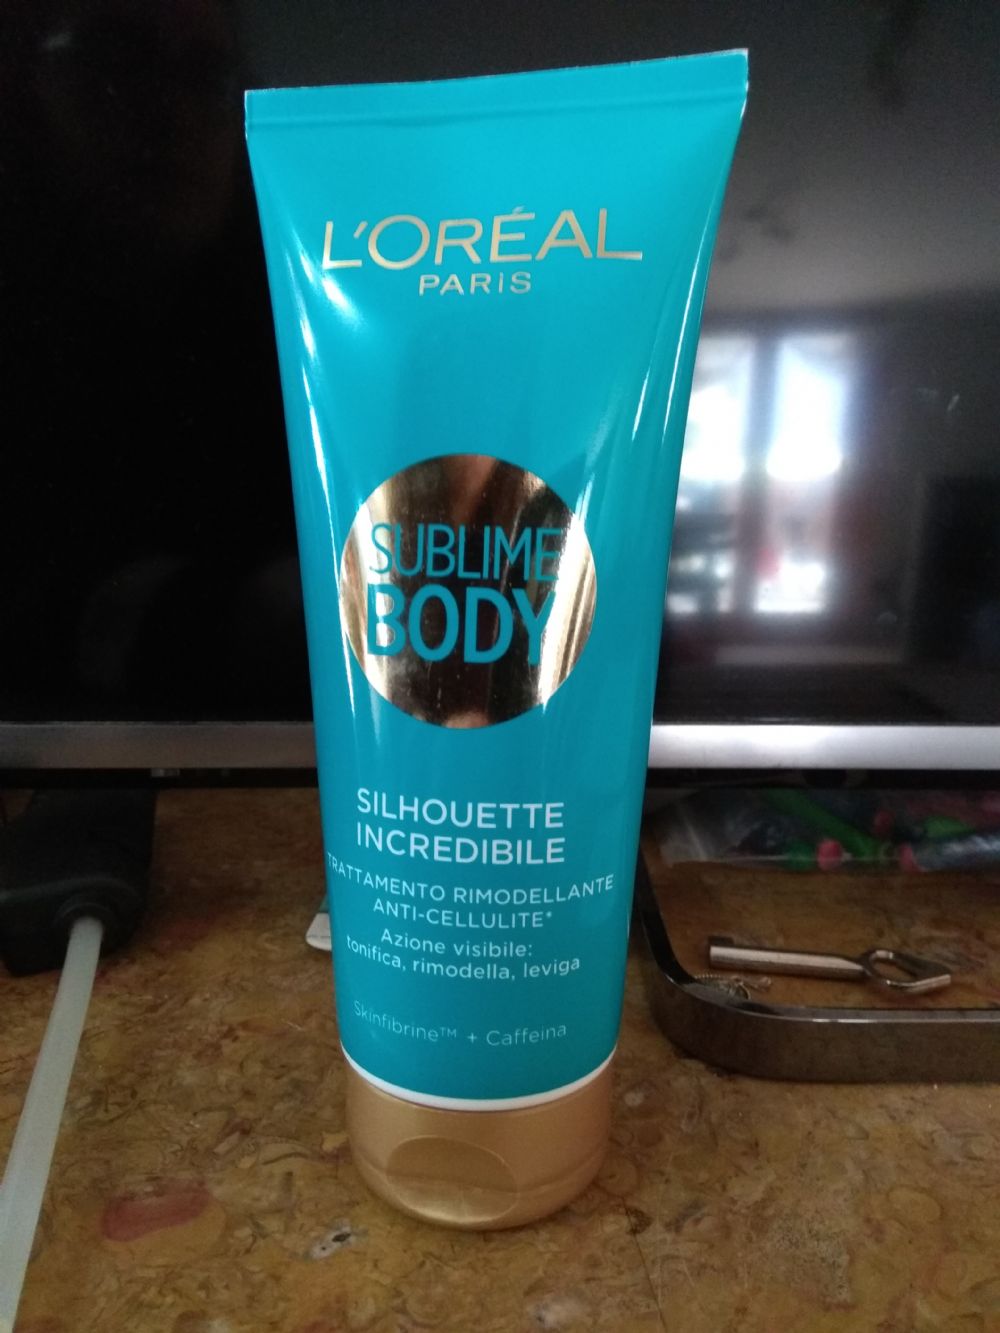 L'ORÉAL
PARIS
SUBLIME
BODY
SILHOUETTE
INCREDIBILE
TRATTAMENTO RIMODELLANTE
ANTI-CELLULITE*
Azione visibile:
tonifica, rimodella, leviga
Skinfibrine™ + Caffeina